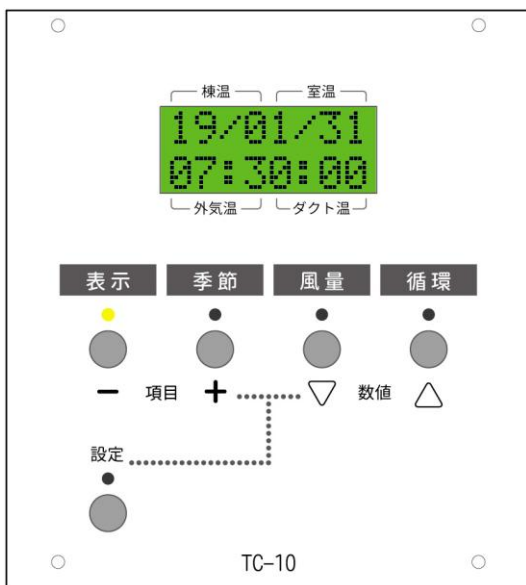 棟温 室温
19/01/31
07:30:00
外気温 ダクト温
表示 季節 風量 循環
− 項目 + ▽ 数値 △
設定
TC-10